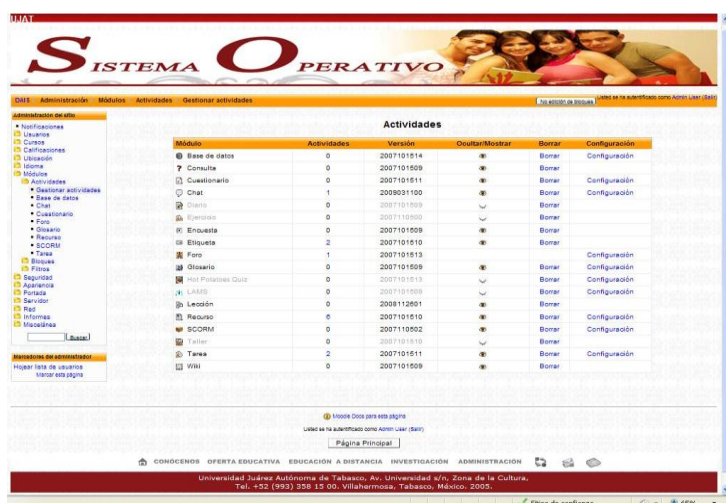 UJAT
SISTEMA OPERATIVO
DAIS Administración Módulos Actividades Gestionar actividades
No edición de bloques
Usted se ha autentificado como Admin User (Salir)
Administración del sitio
Notificaciones
Usuarios
Cursos
Calificaciones
Ubicación
Idioma
Módulos
Actividades
Gestionar actividades
Base de datos
Chat
Cuestionario
Foro
Glosario
Recurso
SCORM
Tarea
Bloques
Filtros
Seguridad
Apariencia
Portada
Servidor
Red
Informes
Miscelánea
Buscar
Marcadores del administrador
Hojear lista de usuarios
Marcar esta página
Actividades
Módulo Actividades Versión Ocultar/Mostrar Borrar Configuración
Base de datos 0 2007101514 Borrar Configuración
Consulta 0 2007101509 Borrar
Cuestionario 0 2007101511 Borrar Configuración
Chat 1 2009031100 Borrar Configuración
Diario 0 2007101509 Borrar
Ejercicio 0 2007110500 Borrar
Encuesta 0 2007101509 Borrar
Etiqueta 2 2007101510 Borrar
Foro 1 2007101513 Configuración
Glosario 0 2007101509 Borrar Configuración
Hot Potatoes Quiz 0 2007101513 Borrar Configuración
LAMS 0 2007101509 Borrar Configuración
Lección 0 2008112601 Borrar
Recurso 6 2007101510 Borrar Configuración
SCORM 0 2007110502 Borrar Configuración
Taller 0 2007101510 Borrar
Tarea 2 2007101511 Borrar Configuración
Wiki 0 2007101509 Borrar
Moodle Docs para esta página
Usted se ha autentificado como Admin User (Salir)
Página Principal
CONÓCENOS OFERTA EDUCATIVA EDUCACIÓN A DISTANCIA INVESTIGACIÓN ADMINISTRACIÓN
Universidad Juárez Autónoma de Tabasco, Av. Universidad s/n, Zona de la Cultura,
Tel. +52 (993) 358 15 00. Villahermosa, Tabasco, México. 2005.